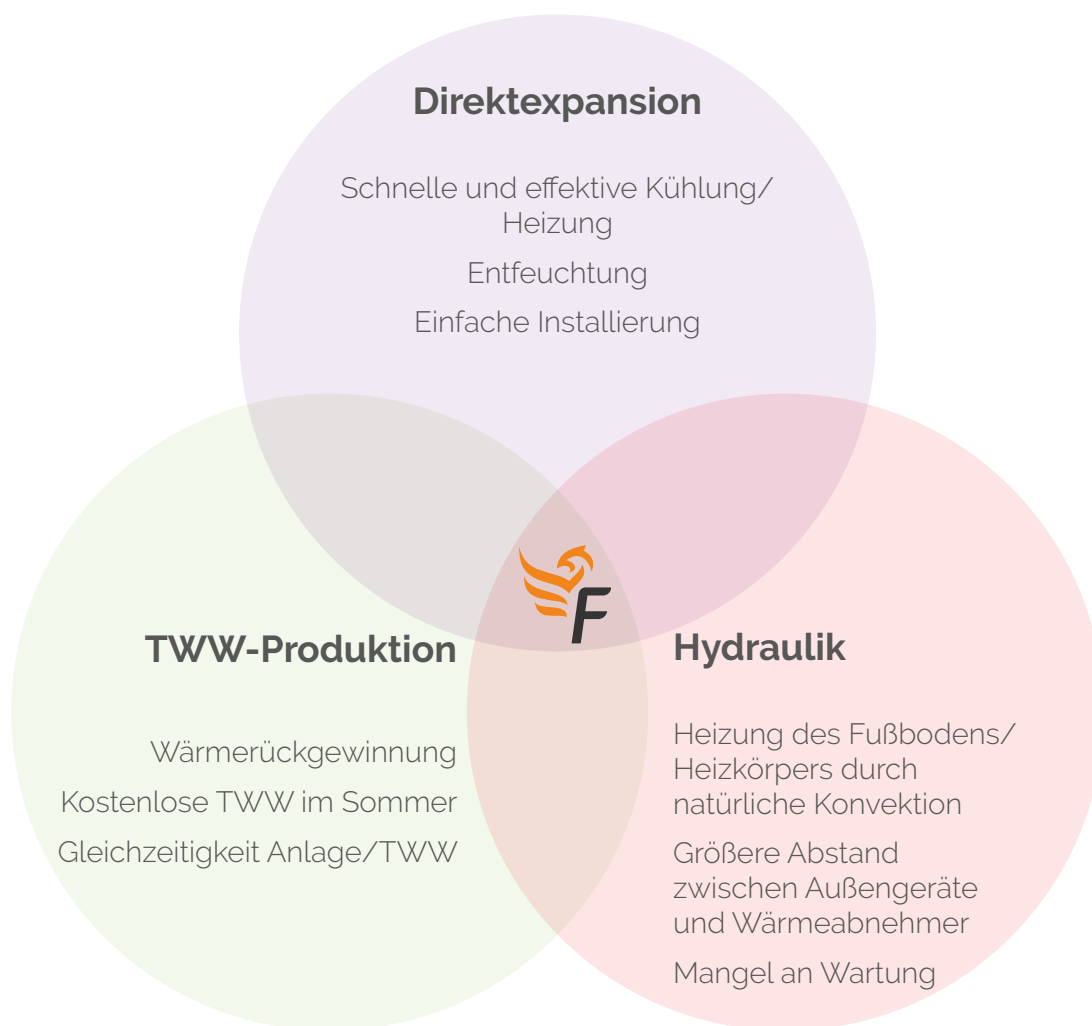 Direktexpansion
Schnelle und effektive Kühlung/
Heizung
Entfeuchtung
Einfache Installierung
F
TWW-Produktion
Wärmerückgewinnung
Kostenlose TWW im Sommer
Gleichzeitigkeit Anlage/TWW
Hydraulik
Heizung des Fußbodens/
Heizkörpers durch
natürliche Konvektion
Größere Abstand
zwischen Außengeräte
und Wärmeabnehmer
Mangel an Wartung